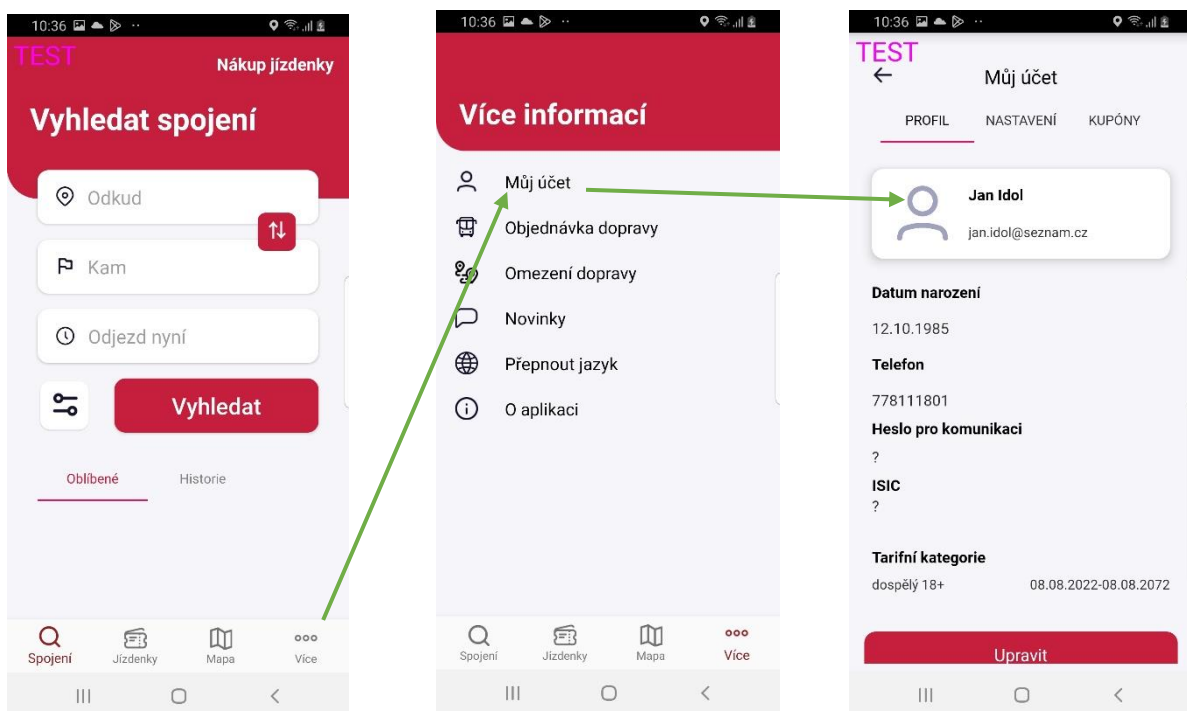 10:36
TEST
Nákup jízdenky
Vyhledat spojení
Odkud
Kam
Odjezd nyní
Vyhledat
Oblíbené Historie
Spojení Jízdenky Mapa Více
10:36
Více informací
Můj účet
Objednávka dopravy
Omezení dopravy
Novinky
Přepnout jazyk
O aplikaci
Spojení Jízdenky Mapa Více
10:36
TEST
Můj účet
PROFIL NASTAVENÍ KUPÓNY
Jan Idol
jan.idol@seznam.cz
Datum narození
12.10.1985
Telefon
778111801
Heslo pro komunikaci
?
ISIC
?
Tarifní kategorie
dospělý 18+ 08.08.2022-08.08.2072
Upravit